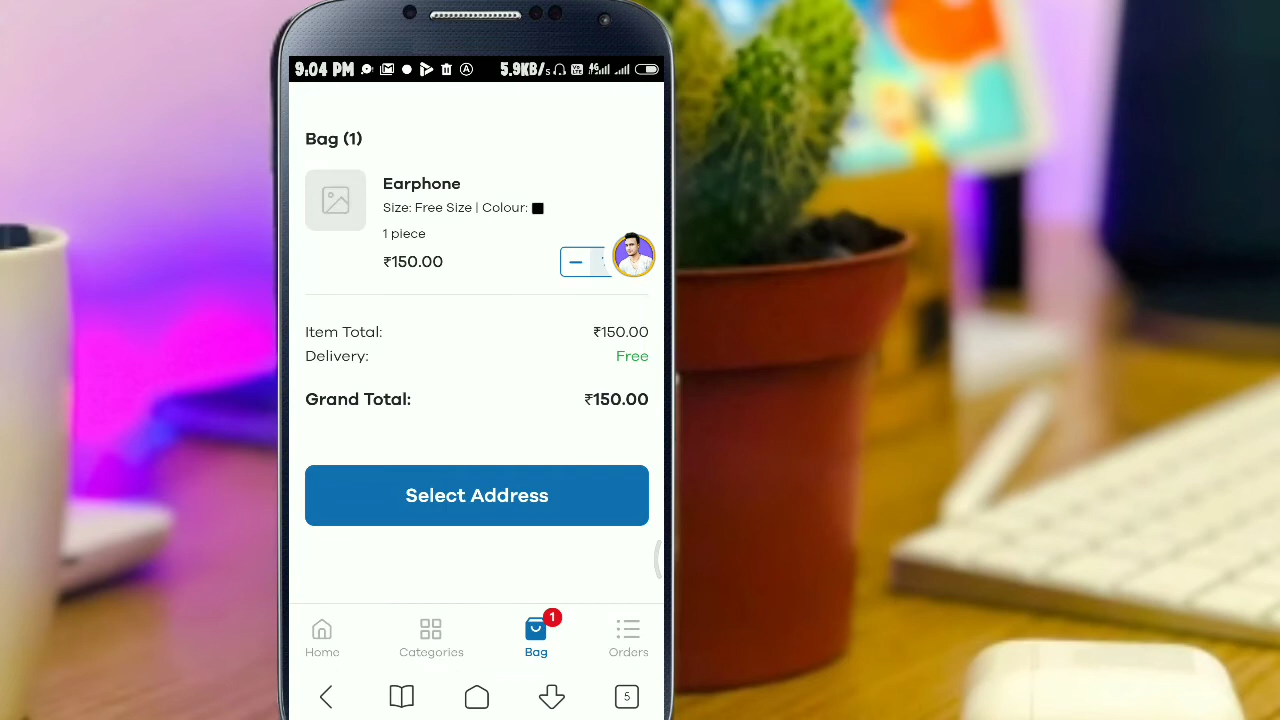 9:04 PM 5.9KB/s 4G
Bag (1)
Earphone
Size: Free Size | Colour:
1 piece
₹150.00
Item Total: ₹150.00
Delivery: Free
Grand Total: ₹150.00
Select Address
1
Home Categories Bag Orders
5